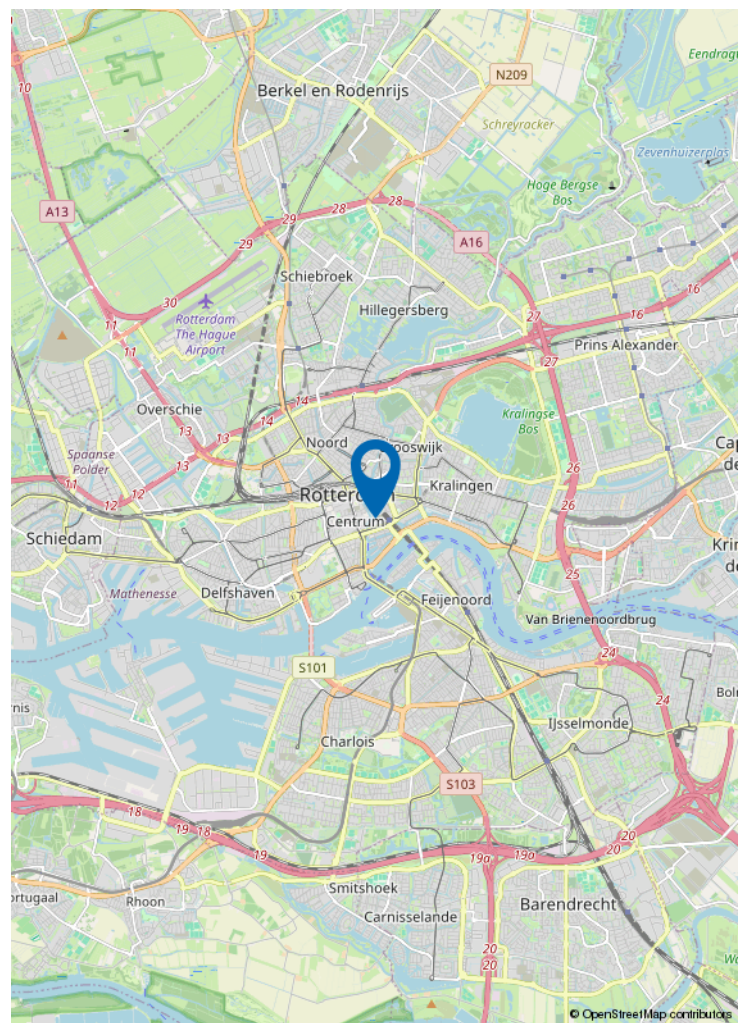 Eendragt
10
N209
Berkel en Rodenrijs
Schreyracker
Zevenhuizerplas
Hoge Bergse
Bos
A13
29
28
28
29
A16
Schiebroek
30
Rotterdam
The Hague
Airport
Hillegersberg
16
16
27
11
11
Prins Alexander
27
14
Overschie
14
13
13
Kralingse
Bos
Noord
Spaanse
Polder
11
12
12
26
Kralingen
Rotterdam
26
Centrum
Schiedam
25
Mathenesse
Delfshaven
Feijenoord
Van Brienenoordbrug
24
S101
24
IJsselmonde
Charlois
S103
18
19
18
19
19a
19a
20
20
Smitshoek
Rhoon
Carnisselande
Barendrecht
20
20
© OpenStreetMap contributors